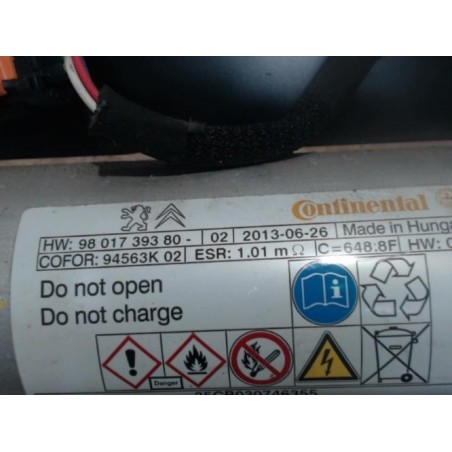 Continental
HW: 98 017 393 80 - 02 2013-06-26 Made in Hunga
COFOR: 94563K 02 ESR: 1.01 mΩ C=648:8F HW: 0
Do not open
Do not charge
Danger